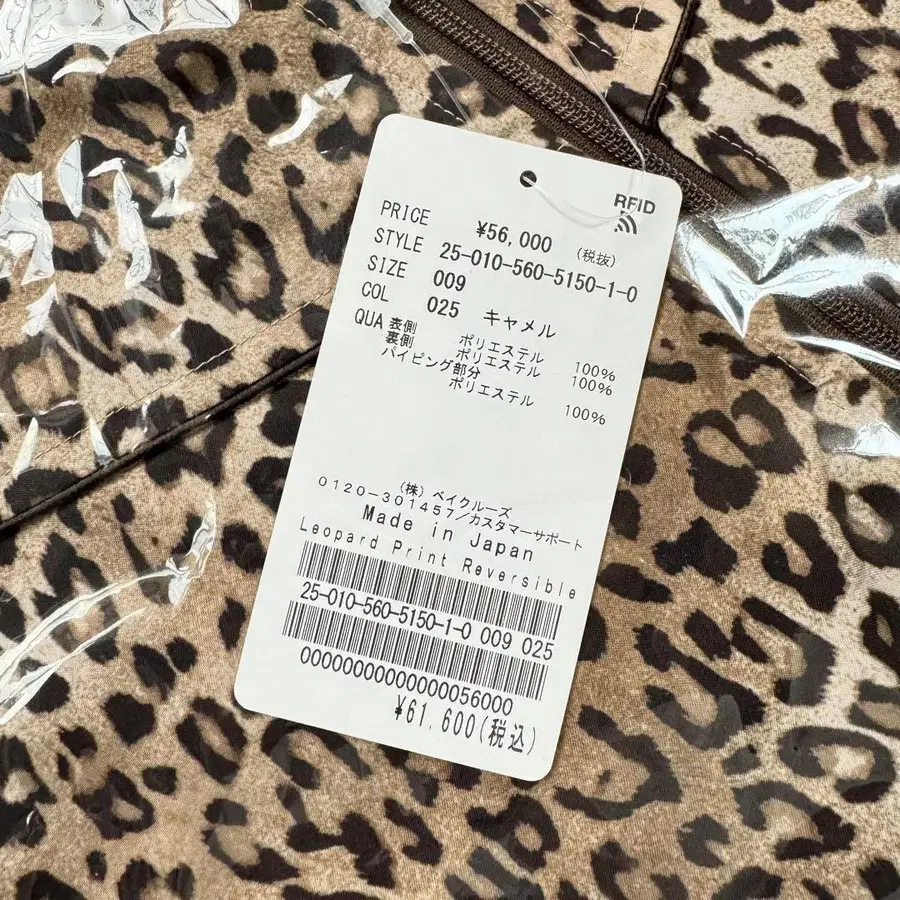 RFID
PRICE ¥56,000 (税抜)
STYLE 25-010-560-5150-1-0
SIZE 009
COL 025 キャメル
QUA 表側 ポリエステル 100%
裏側 ポリエステル 100%
パイピング部分
ポリエステル 100%
(株) ベイクルーズ
0120-301457/カスタマーサポート
Made in Japan
Leopard Print Reversible
25-010-560-5150-1-0 009 025
0000000000000056000
¥61,600(税込)